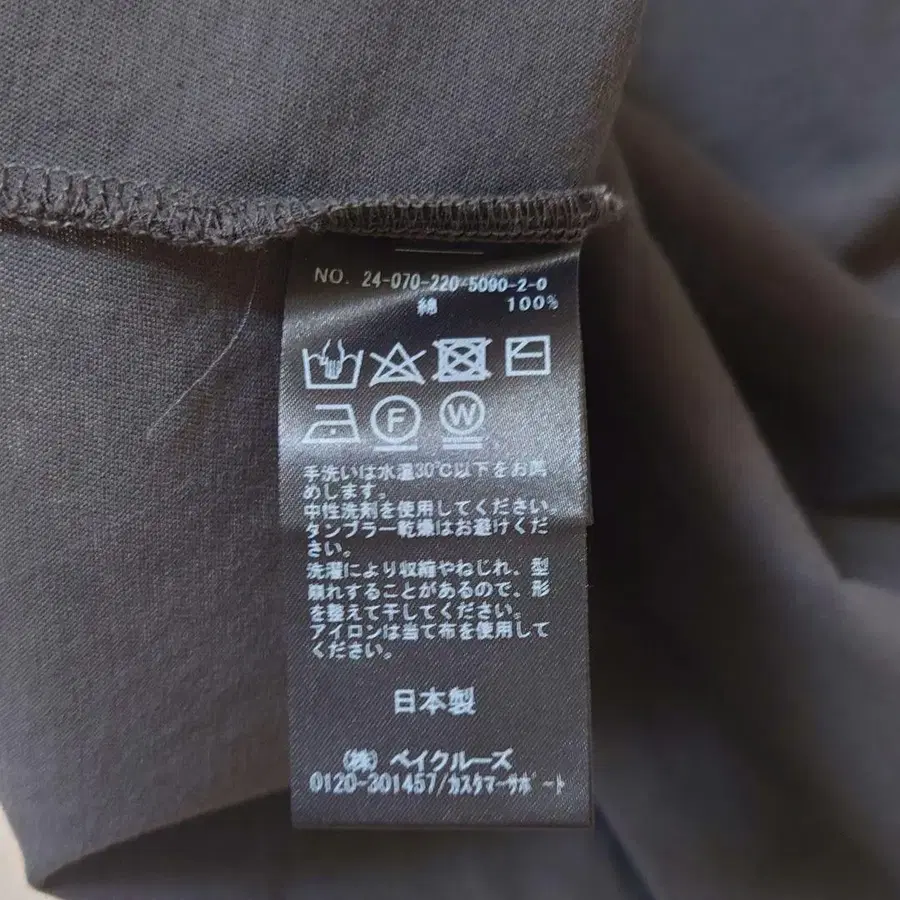 NO. 24-070-220-5090-2-0
綿 100%
F W
手洗いは水温30℃以下をお薦
めします。
中性洗剤を使用してください。
タンブラー乾燥はお避けくだ
さい。
洗濯により収縮やねじれ、型
崩れすることがあるので、形
を整えて干してください。
アイロンは当て布を使用して
ください。
日本製
(株) ベイクルーズ
0120-301457/カスタマーサポート